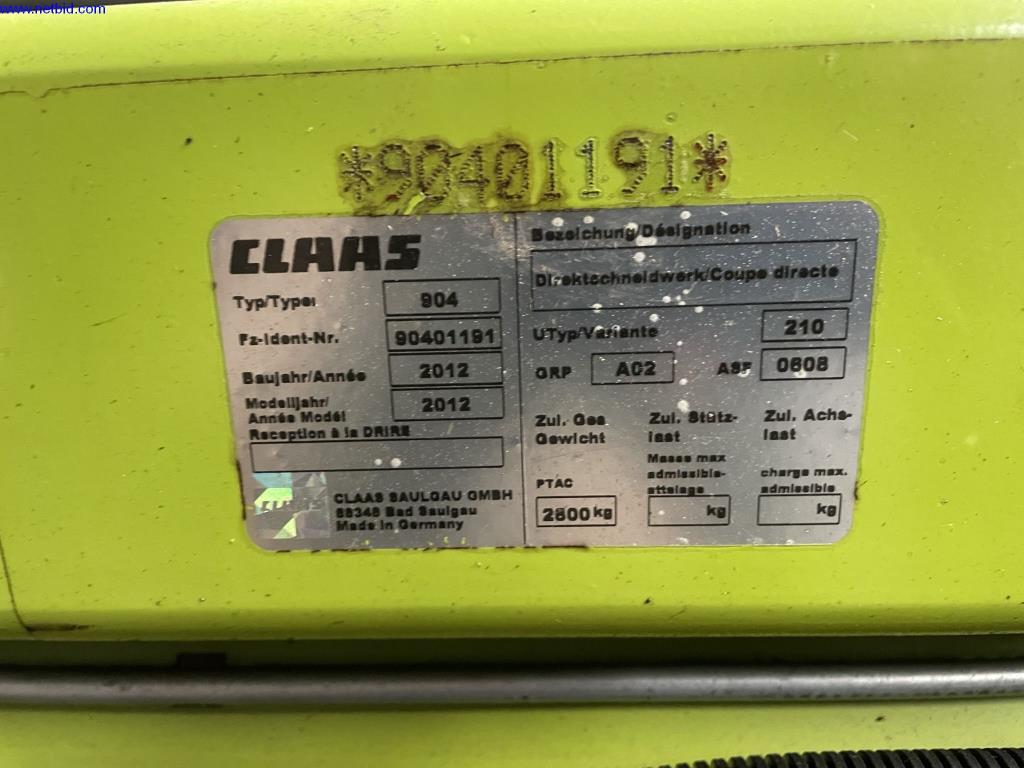 www.netbid.com
*90401191*
CLAAS
Typ/Type: 904
Fz-Ident-Nr. 90401191
Baujahr/Année 2012
Modelljahr/
Année Modél 2012
Reception à la DRIRE
CLAAS
CLAAS SAULGAU GMBH
88348 Bad Saulgau
Made in Germany
Bezeichung/Désignation
Direktschneidwerk/Coupe directe
UTyp/Variante 210
GRP A02 ASF 0608
Zul. Ges Zul. Stütz- Zul. Achs-
Gewicht last last
Masse max
admissible- charge max.
PTAC attelage admissible
2800 kg kg kg